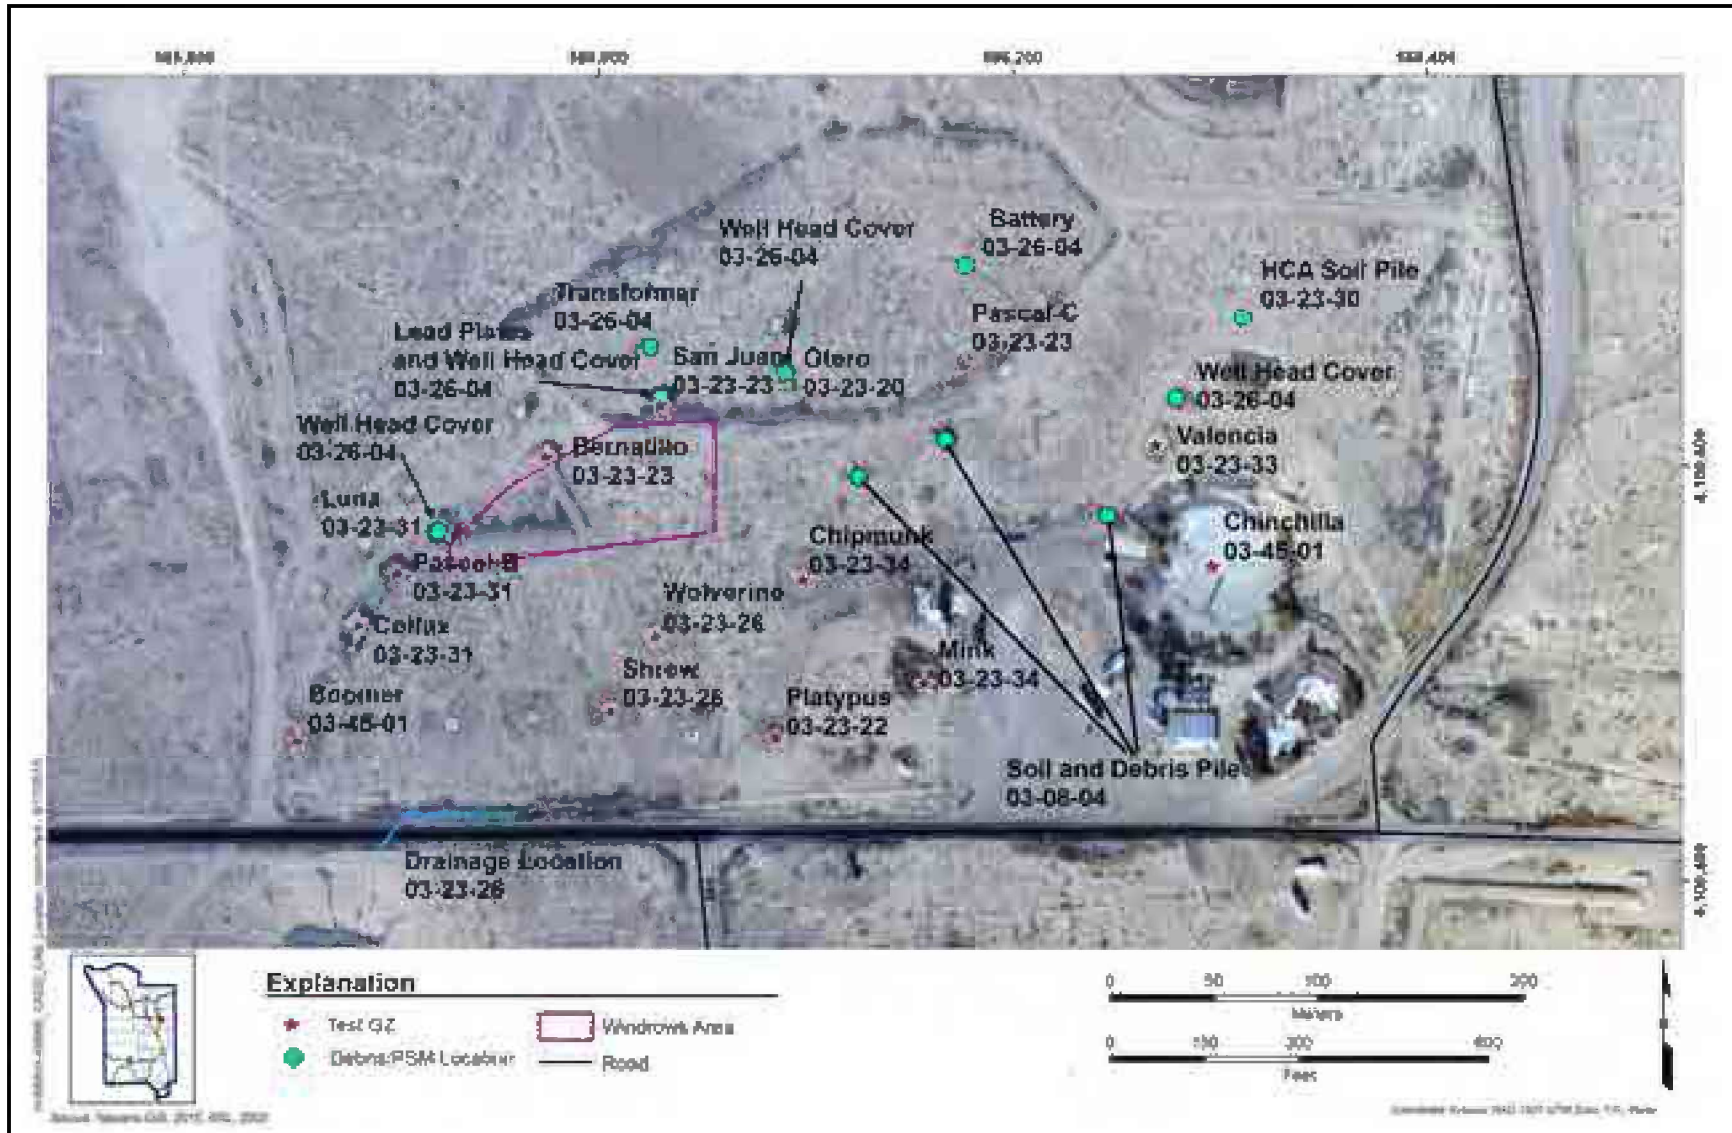 Well Head Cover
03-26-04
Battery
03-26-04
HCA Soil Pile
03-23-30
Transformer
03-26-04
Lead Plates
and Well Head Cover
03-26-04
San Juan
03-23-23
Otero
03-23-20
Pascal-C
03-23-23
Well Head Cover
03-26-04
Well Head Cover
03-26-04
Bernadillo
03-23-23
Valencia
03-23-33
Luna
03-23-31
Chipmunk
03-23-34
Chinchilla
03-45-01
Pascal-B
03-23-31
Wolverine
03-23-26
Colfax
03-23-31
Mink
03-23-34
Shrew
03-23-26
Boomer
03-45-01
Platypus
03-23-22
Soil and Debris Pile
03-08-04
Drainage Location
03-23-26
Explanation
Test GZ
Windrows Area
Debris/PSM Location
Road
0 50 100 200
Meters
0
Feet